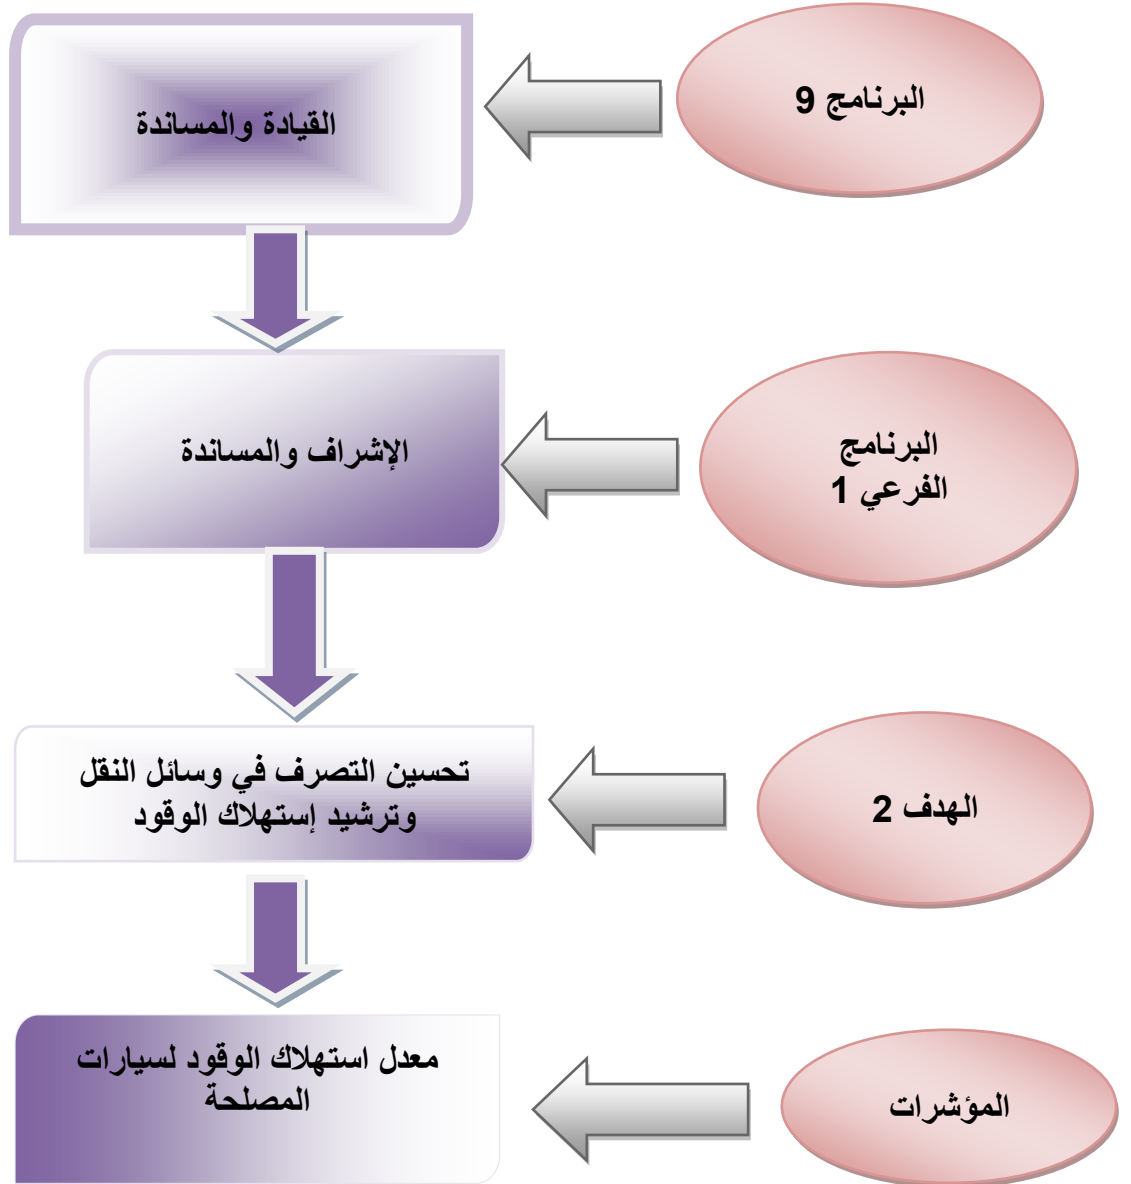 البرنامج 9
القيادة والمساندة
البرنامج
الفرعي 1
الإشراف والمساندة
الهدف 2
تحسين التصرف في وسائل النقل
وترشيد إستهلاك الوقود
المؤشرات
معدل استهلاك الوقود لسيارات
المصلحة